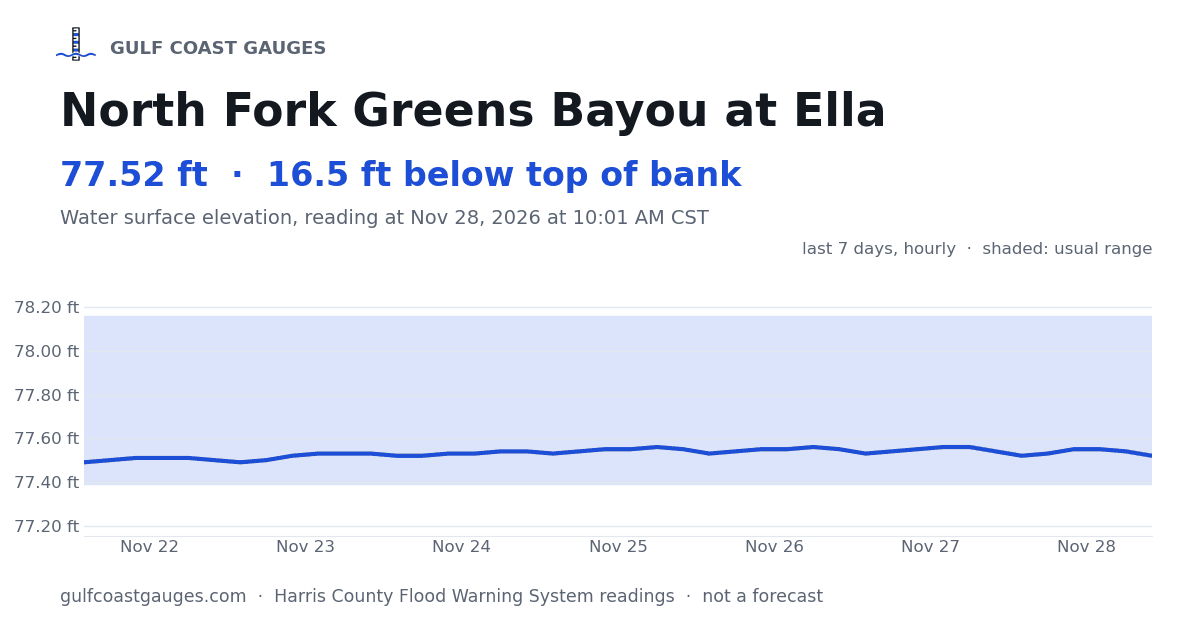 GULF COAST GAUGES
North Fork Greens Bayou at Ella
77.52 ft · 16.5 ft below top of bank
Water surface elevation, reading at Nov 28, 2026 at 10:01 AM CST
last 7 days, hourly · shaded: usual range
78.20 ft
78.00 ft
77.80 ft
77.60 ft
77.40 ft
77.20 ft
Nov 22 Nov 23 Nov 24 Nov 25 Nov 26 Nov 27 Nov 28
gulfcoastgauges.com · Harris County Flood Warning System readings · not a forecast